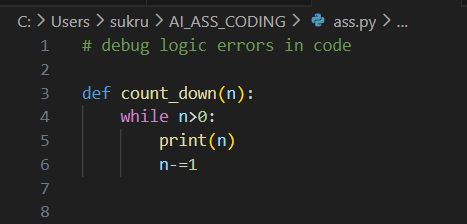 C: > Users > sukru > AI_ASS_CODING > ass.py > ...
1 # debug logic errors in code
2
3 def count_down(n):
4     while n>0:
5         print(n)
6         n-=1
7
8